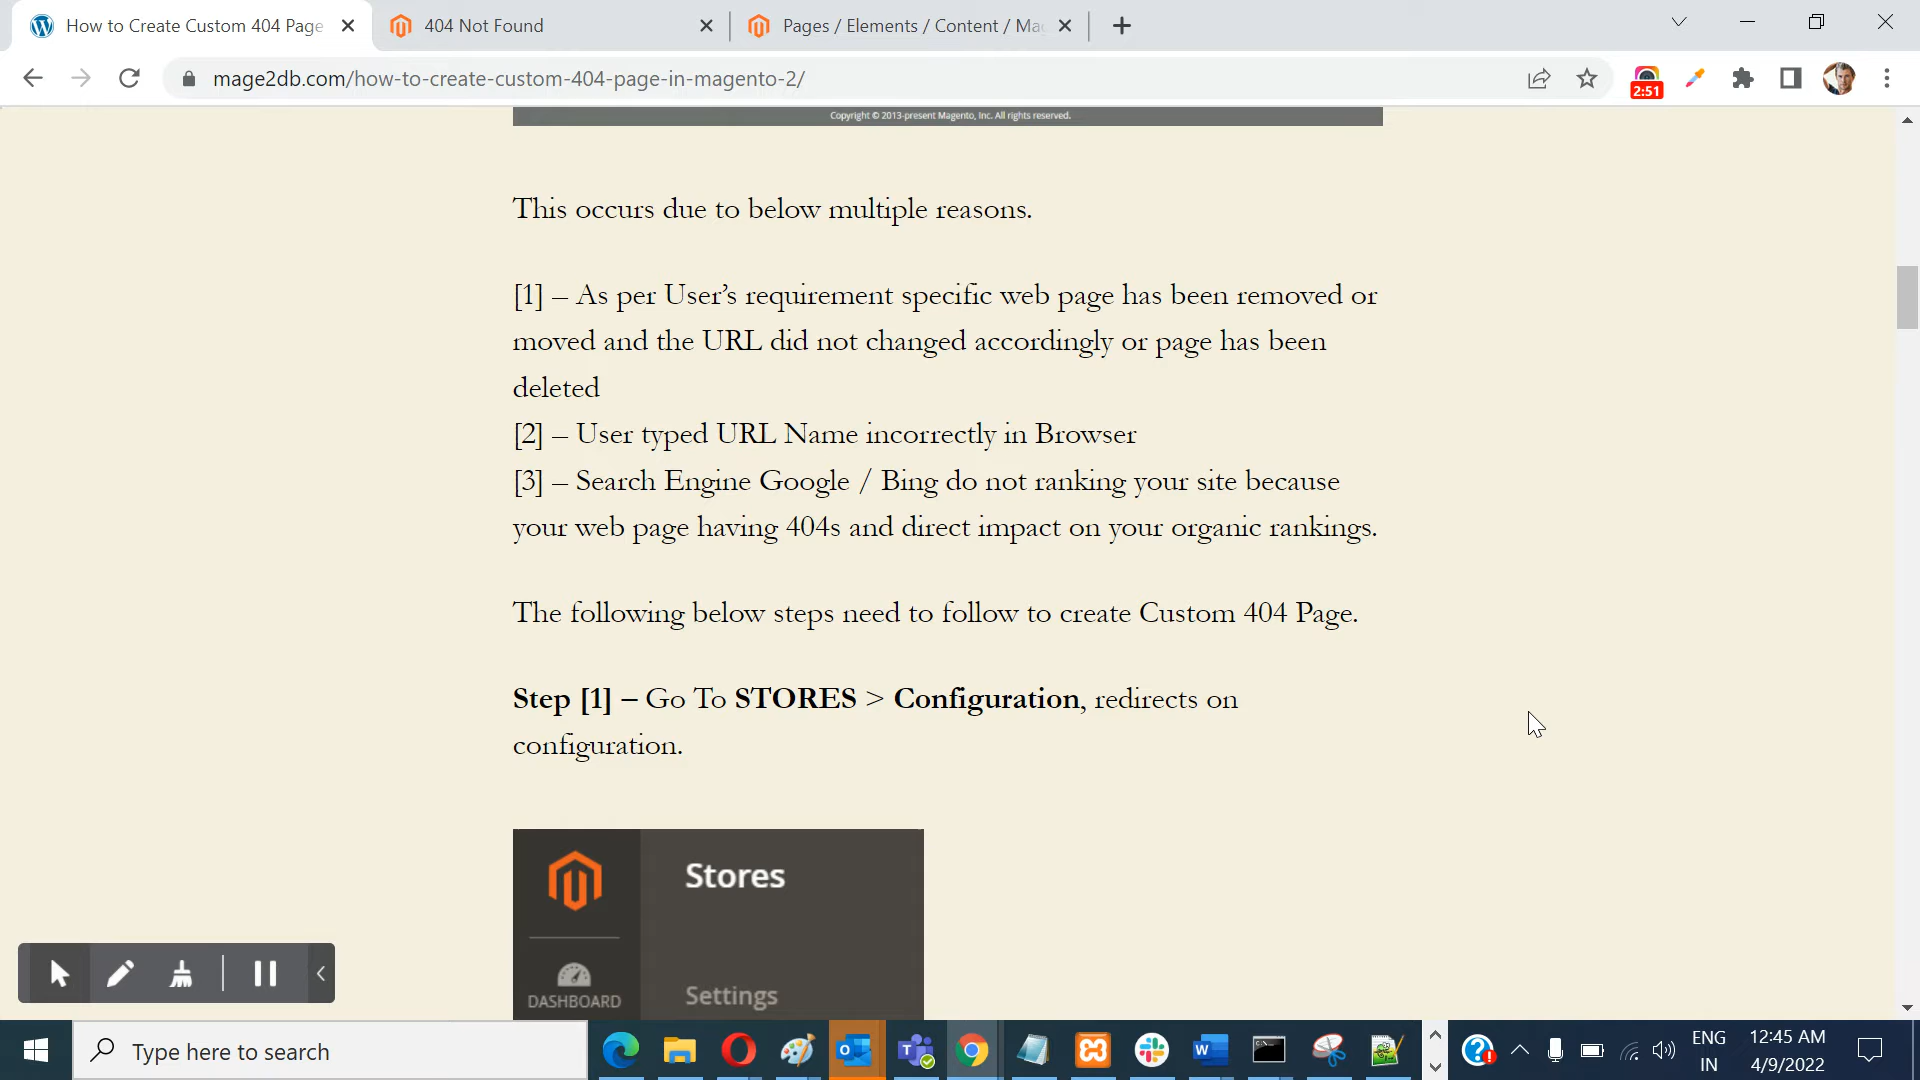 How to Create Custom 404 Page
404 Not Found
Pages / Elements / Content / Ma
mage2db.com/how-to-create-custom-404-page-in-magento-2/
2:51
Copyright © 2013-present Magento, Inc. All rights reserved.
This occurs due to below multiple reasons.
[1] – As per User’s requirement specific web page has been removed or
moved and the URL did not changed accordingly or page has been
deleted
[2] – User typed URL Name incorrectly in Browser
[3] – Search Engine Google / Bing do not ranking your site because
your web page having 404s and direct impact on your organic rankings.
The following below steps need to follow to create Custom 404 Page.
Step [1] – Go To STORES > Configuration, redirects on
configuration.
Stores
DASHBOARD
Settings
Type here to search
ENG
IN
12:45 AM
4/9/2022